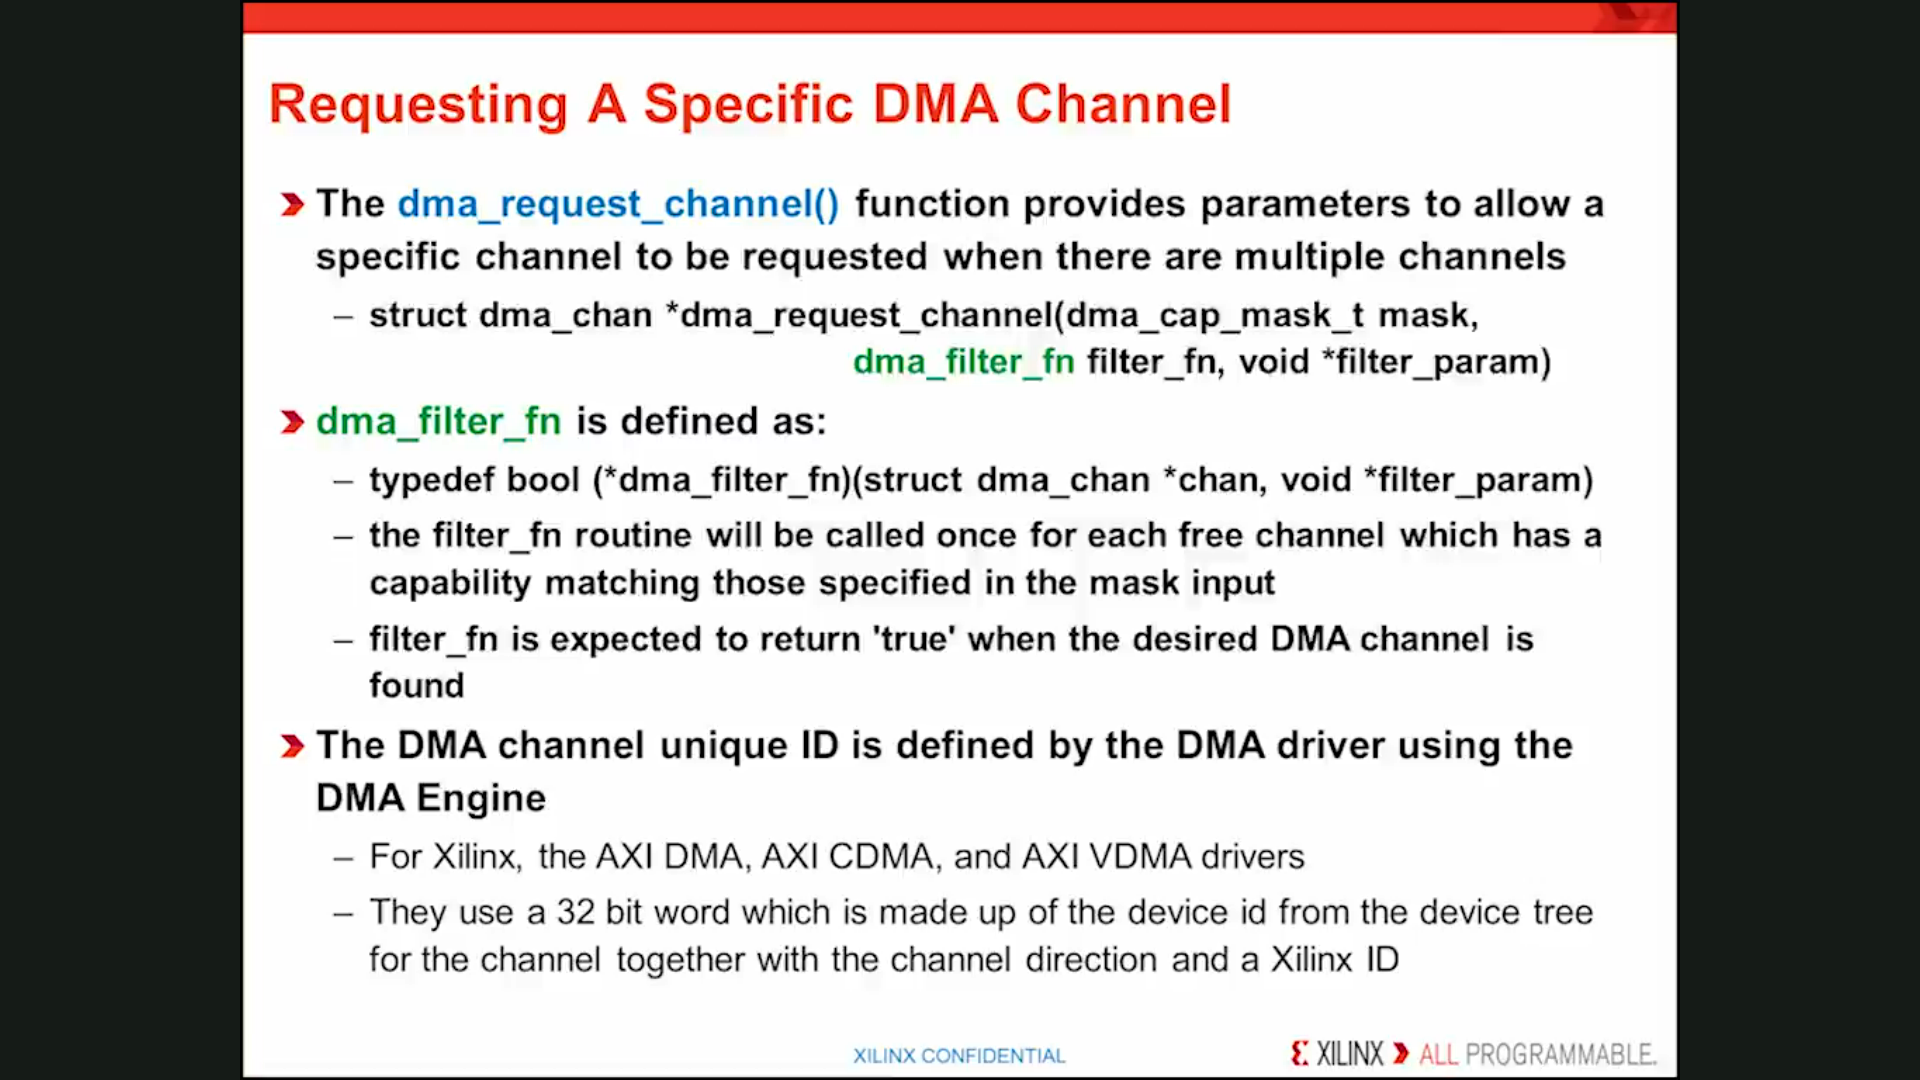 Requesting A Specific DMA Channel
The dma_request_channel() function provides parameters to allow a
specific channel to be requested when there are multiple channels
– struct dma_chan *dma_request_channel(dma_cap_mask_t mask,
dma_filter_fn filter_fn, void *filter_param)
dma_filter_fn is defined as:
– typedef bool (*dma_filter_fn)(struct dma_chan *chan, void *filter_param)
– the filter_fn routine will be called once for each free channel which has a
capability matching those specified in the mask input
– filter_fn is expected to return 'true' when the desired DMA channel is
found
The DMA channel unique ID is defined by the DMA driver using the
DMA Engine
– For Xilinx, the AXI DMA, AXI CDMA, and AXI VDMA drivers
– They use a 32 bit word which is made up of the device id from the device tree
for the channel together with the channel direction and a Xilinx ID
XILINX CONFIDENTIAL
XILINX ALL PROGRAMMABLE.